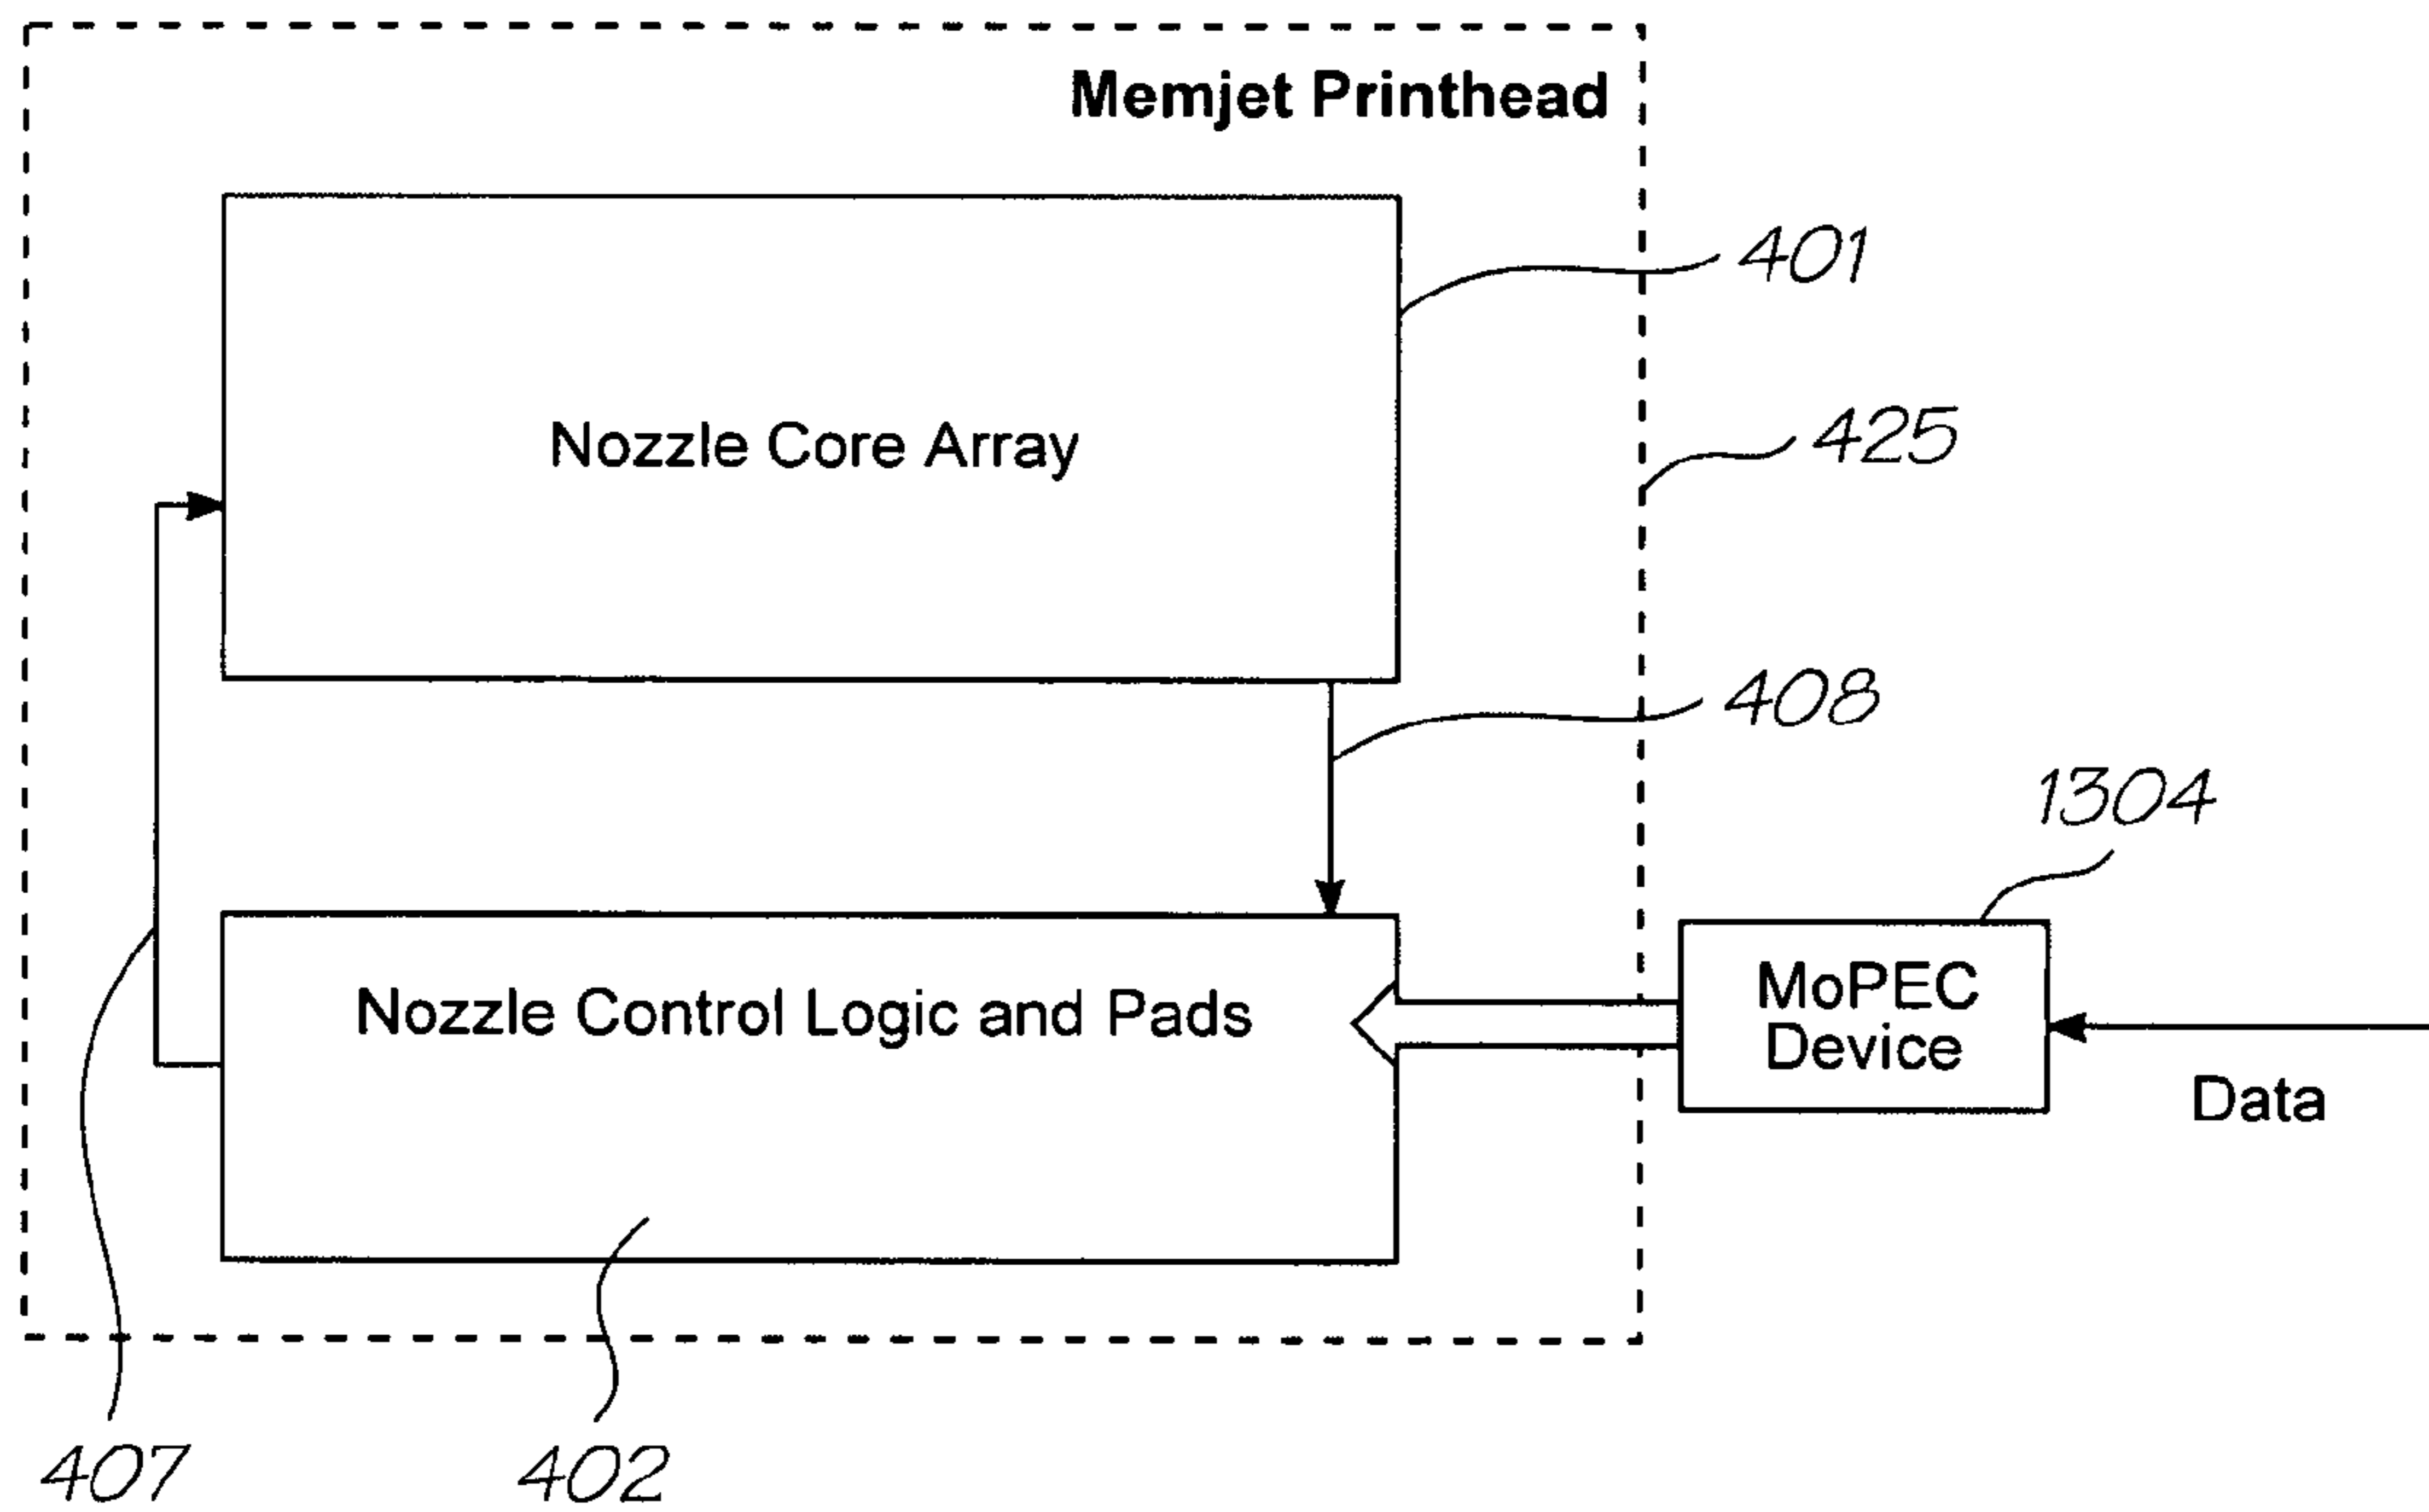 Memjet Printhead
401
Nozzle Core Array
425
408
1304
Nozzle Control Logic and Pads
MoPEC
Device
Data
407
402